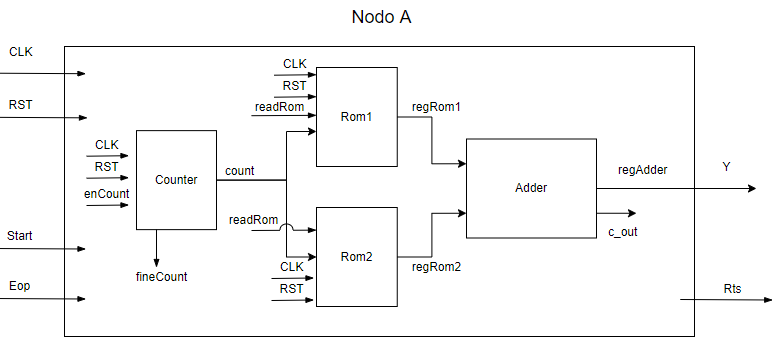 Nodo A
CLK
RST
Start
Eop
CLK
RST
enCount
Counter
fineCount
count
CLK
RST
readRom
Rom1
regRom1
readRom
CLK
RST
Rom2
regRom2
Adder
regAdder
c_out
Y
Rts